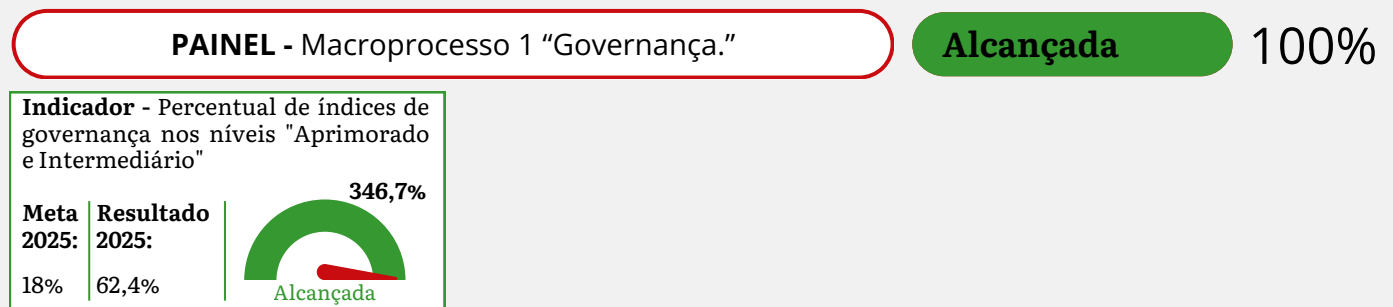 PAINEL - Macroprocesso 1 “Governança.”
Alcançada
100%
Indicador - Percentual de índices de
governança nos níveis "Aprimorado
e Intermediário"
346,7%
Meta
2025:
18%
Resultado
2025:
62,4%
Alcançada